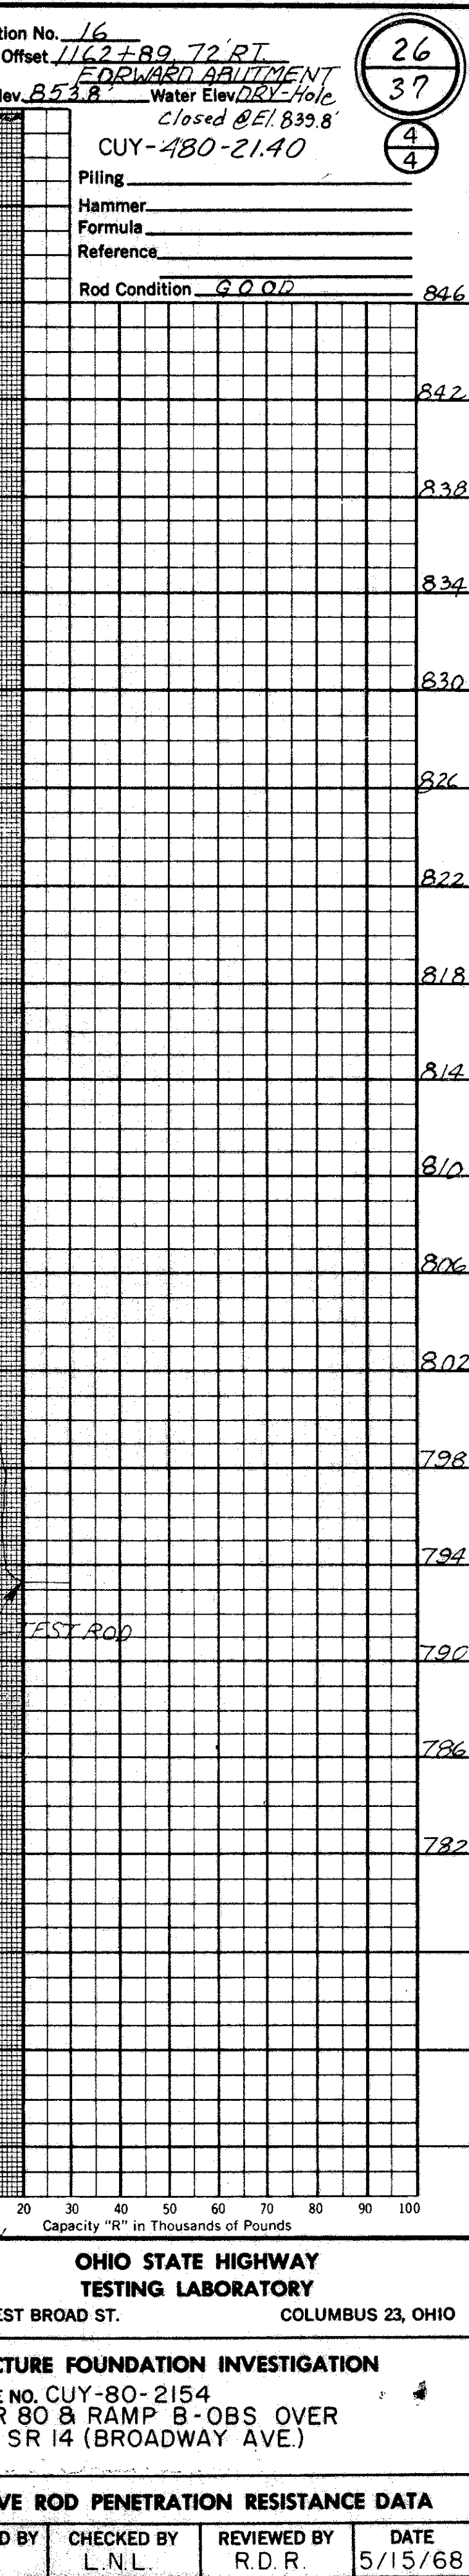 tion No. 16
Offset 1162+89, 72' RT.
FORWARD ABUTMENT
lev. 853.8' Water Elev. DRY-Hole
Closed @ El. 839.8'
CUY-480-21.40
26
37
4
4
Piling
Hammer
Formula
Reference
Rod Condition GOOD
846
842
838
834
830
826
822
818
814
810
806
802
798
794
TEST ROD
790
786
782
20 30 40 50 60 70 80 90 100
Capacity "R" in Thousands of Pounds
OHIO STATE HIGHWAY
TESTING LABORATORY
EST BROAD ST. COLUMBUS 23, OHIO
CTURE FOUNDATION INVESTIGATION
E NO. CUY-80-2154
R 80 & RAMP B-OBS OVER
SR 14 (BROADWAY AVE.)
VE ROD PENETRATION RESISTANCE DATA
D BY CHECKED BY REVIEWED BY DATE
L.N.L. R.D.R. 5/15/68